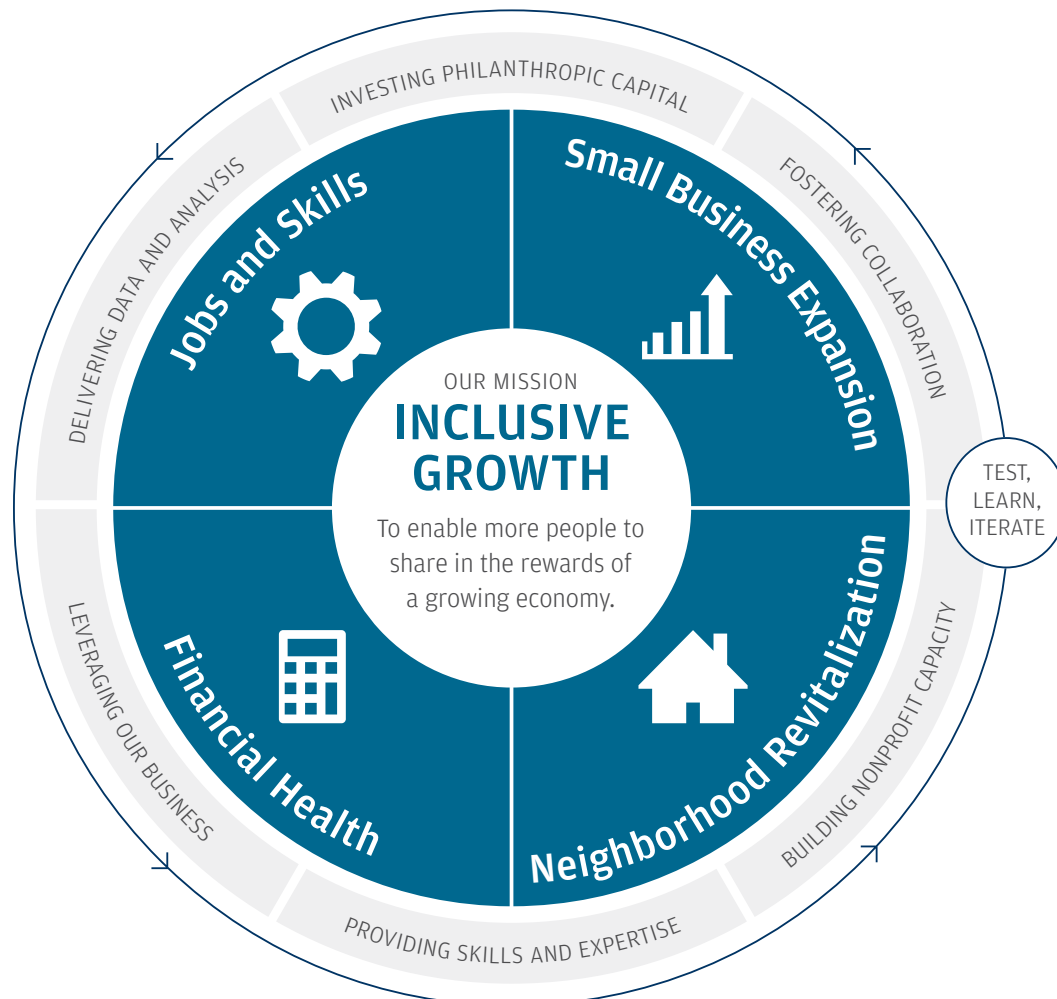 INVESTING PHILANTHROPIC CAPITAL
FOSTERING COLLABORATION
DELIVERING DATA AND ANALYSIS
Jobs and Skills
Small Business Expansion
OUR MISSION
INCLUSIVE
GROWTH
To enable more people to
share in the rewards of
a growing economy.
TEST,
LEARN,
ITERATE
Financial Health
Neighborhood Revitalization
LEVERAGING OUR BUSINESS
BUILDING NONPROFIT CAPACITY
PROVIDING SKILLS AND EXPERTISE